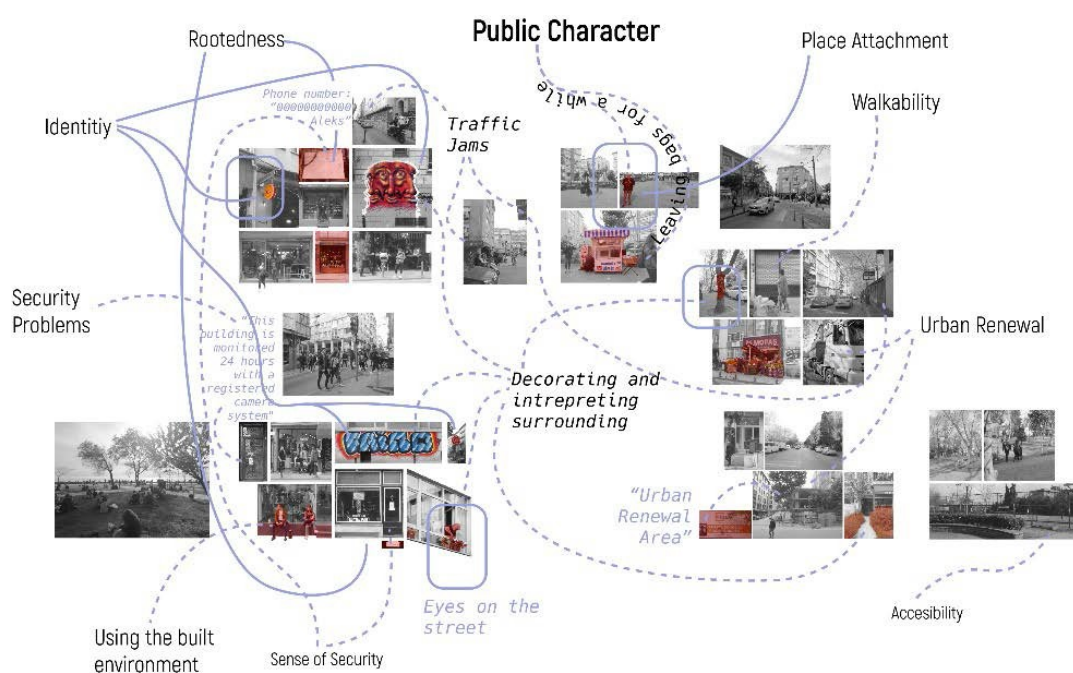 Public Character
Rootedness
Place Attachment
Walkability
Phone number:
"00000000000
Aleks"
Leaving bags for a while
Identitiy
Traffic
Jams
Security
Problems
"This
building is
monitored
24 hours
with a
registered
camera
system"
Urban Renewal
Decorating and
intrepreting
surrounding
"Urban
Renewal
Area"
Eyes on the
street
Accesibility
Using the built
environment
Sense of Security